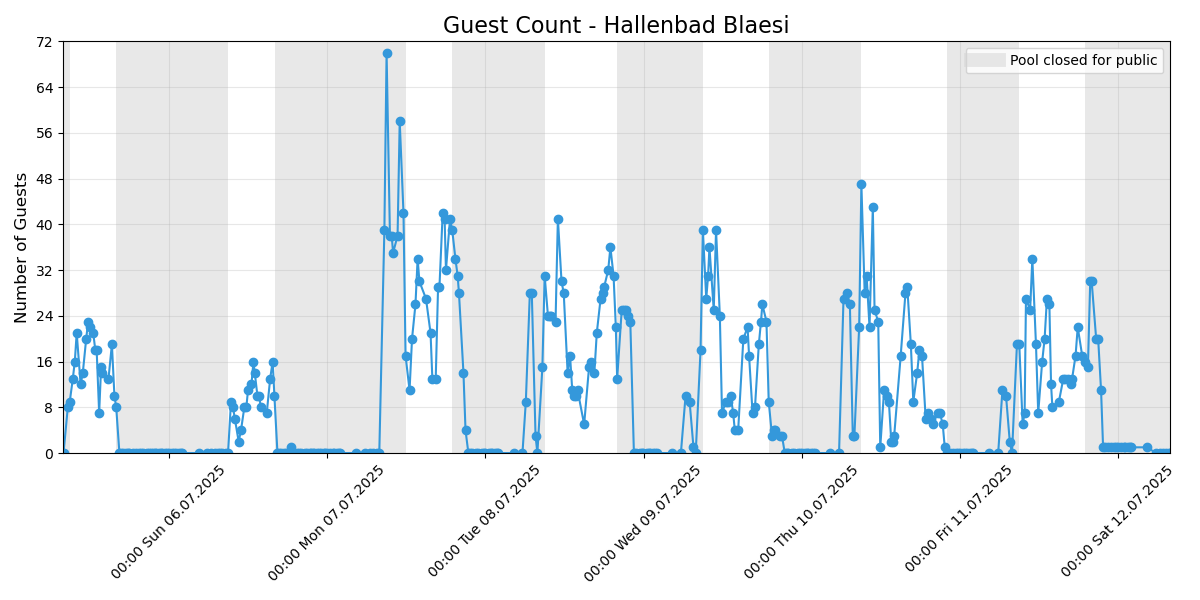 Guest Count - Hallenbad Blaesi
Pool closed for public
Number of Guests
72
64
56
48
40
32
24
16
8
0
00:00 Sun 06.07.2025
00:00 Mon 07.07.2025
00:00 Tue 08.07.2025
00:00 Wed 09.07.2025
00:00 Thu 10.07.2025
00:00 Fri 11.07.2025
00:00 Sat 12.07.2025